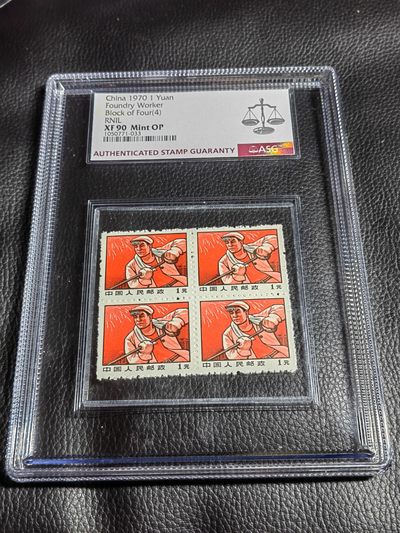 China 1970 1 Yuan
Foundry Worker
Block of Four(4)
RNIL
XF 90 Mint OP
1050771-033
AUTHENTICATED STAMP GUARANTY ASG
中国人民邮政 1元
中国人民邮政 1元
中国人民邮政 1元
中国人民邮政 1元